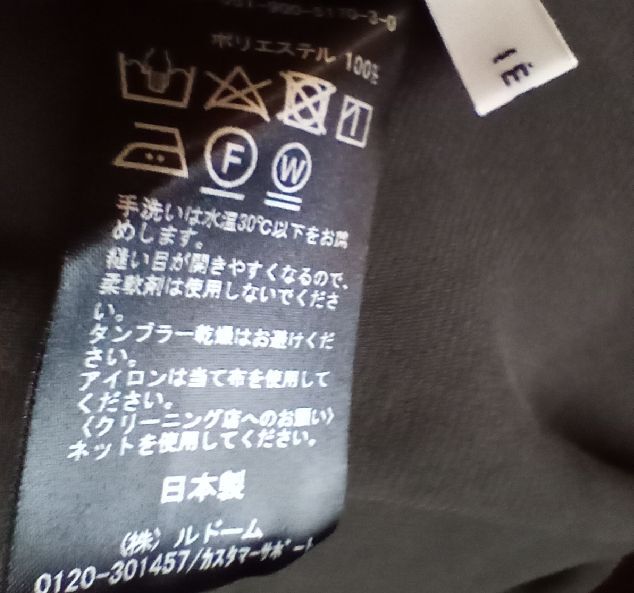 ポリエステル 100%
F W
手洗いは水温30℃以下をお薦
めします。
縫い目が開きやすくなるので、
柔軟剤は使用しないでくださ
い。
タンブラー乾燥はお避けくだ
さい。
アイロンは当て布を使用して
ください。
〈クリーニング店へのお願い〉
ネットを使用してください。
日本製
(株) ルドーム
0120-301457/カスタマーサポート
IÉ